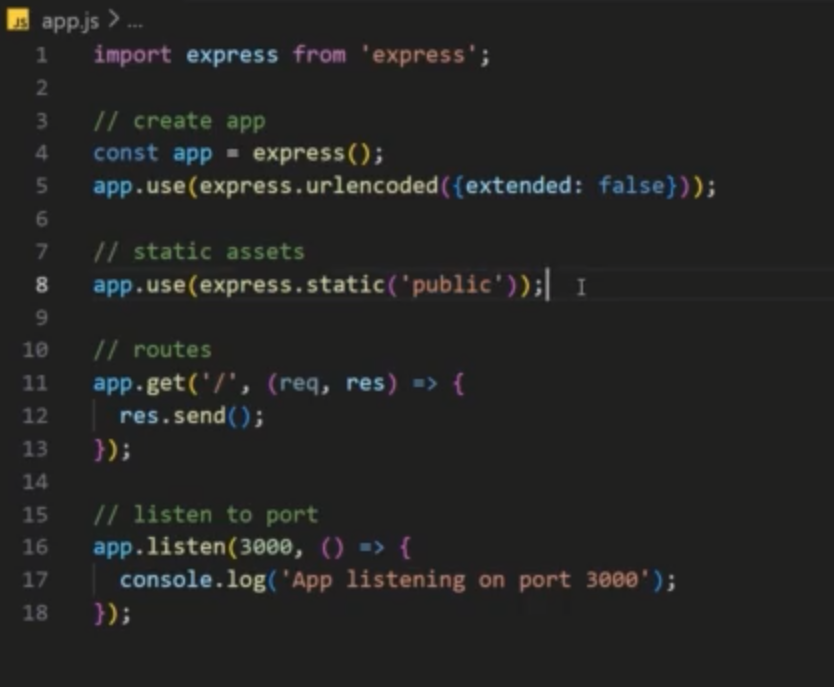 JS app.js > ...
1 import express from 'express';
2
3 // create app
4 const app = express();
5 app.use(express.urlencoded({extended: false}));
6
7 // static assets
8 app.use(express.static('public'));
9
10 // routes
11 app.get('/', (req, res) => {
12   res.send();
13 });
14
15 // listen to port
16 app.listen(3000, () => {
17   console.log('App listening on port 3000');
18 });